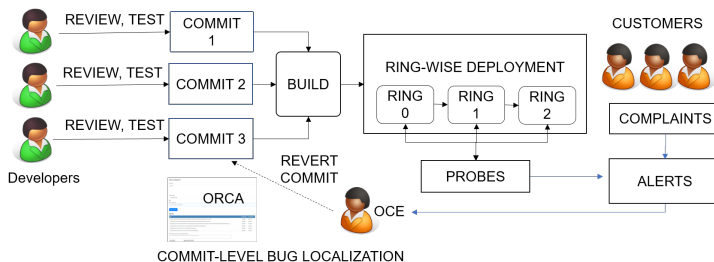 REVIEW, TEST
COMMIT
1
CUSTOMERS
REVIEW, TEST
COMMIT 2
BUILD
RING-WISE DEPLOYMENT
RING
0
RING
1
RING
2
REVIEW, TEST
COMMIT 3
COMPLAINTS
Developers
REVERT
COMMIT
PROBES
ALERTS
ORCA
OCE
COMMIT-LEVEL BUG LOCALIZATION